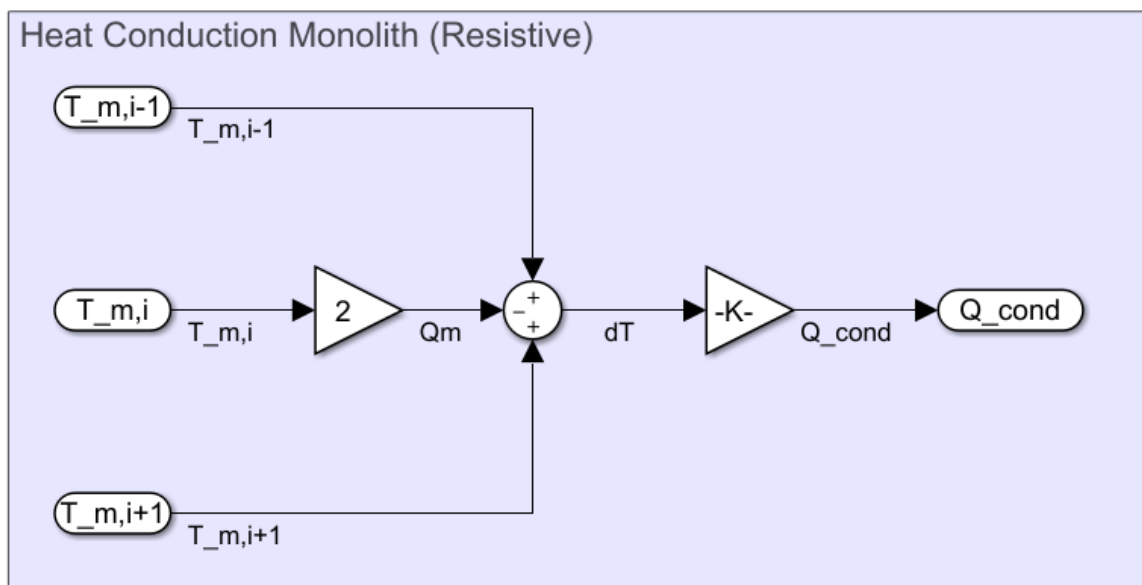 Heat Conduction Monolith (Resistive)
T_m,i-1
T_m,i-1
T_m,i
T_m,i
2
Qm
+
−
+
dT
-K-
Q_cond
Q_cond
T_m,i+1
T_m,i+1